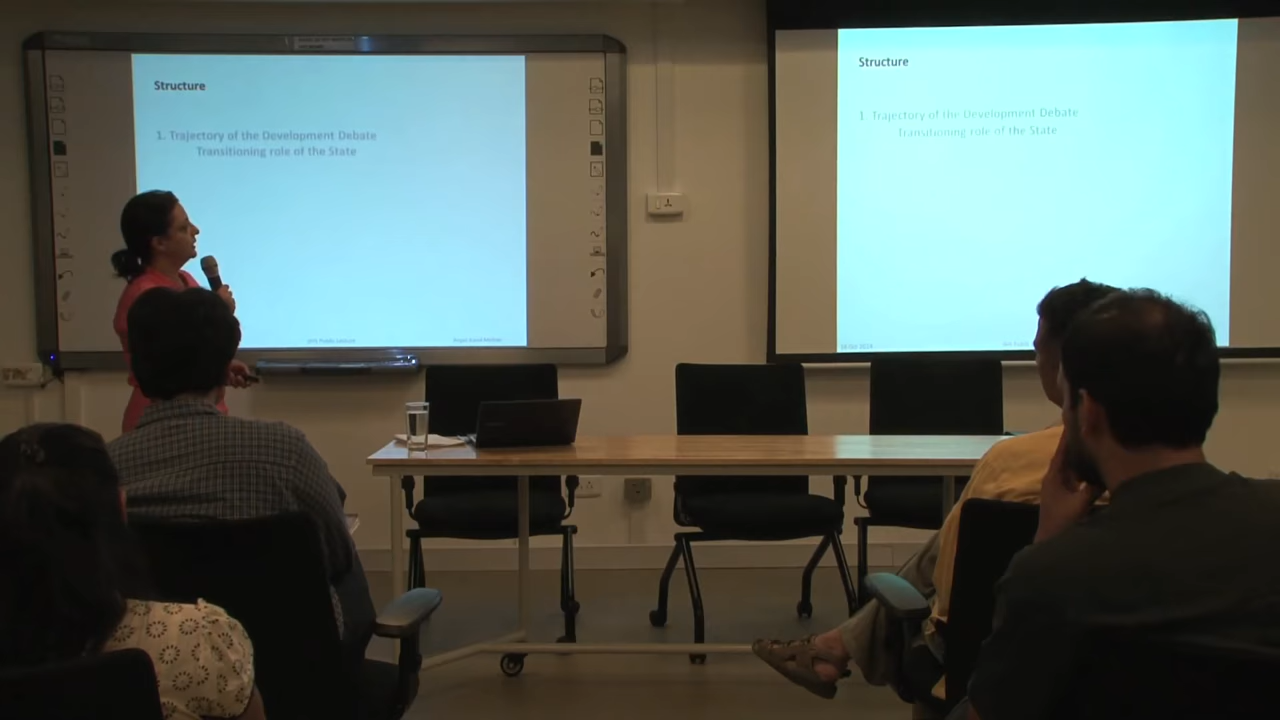 Structure
1. Trajectory of the Development Debate
Transitioning role of the State
Structure
1. Trajectory of the Development Debate
Transitioning role of the State